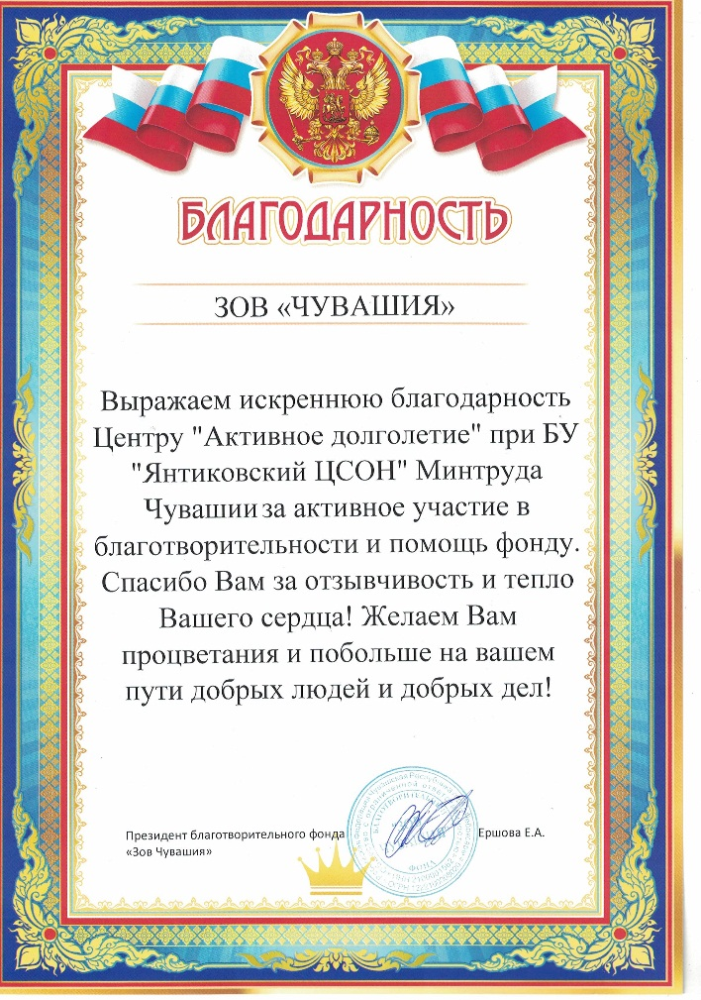 БЛАГОДАРНОСТЬ
ЗОВ «ЧУВАШИЯ»
Выражаем искреннюю благодарность
Центру "Активное долголетие" при БУ
"Янтиковский ЦСОН" Минтруда
Чувашии за активное участие в
благотворительности и помощь фонду.
Спасибо Вам за отзывчивость и тепло
Вашего сердца! Желаем Вам
процветания и побольше на вашем
пути добрых людей и добрых дел!
Президент благотворительного фонда
«Зов Чувашия»
Ершова Е.А.
ФОНД